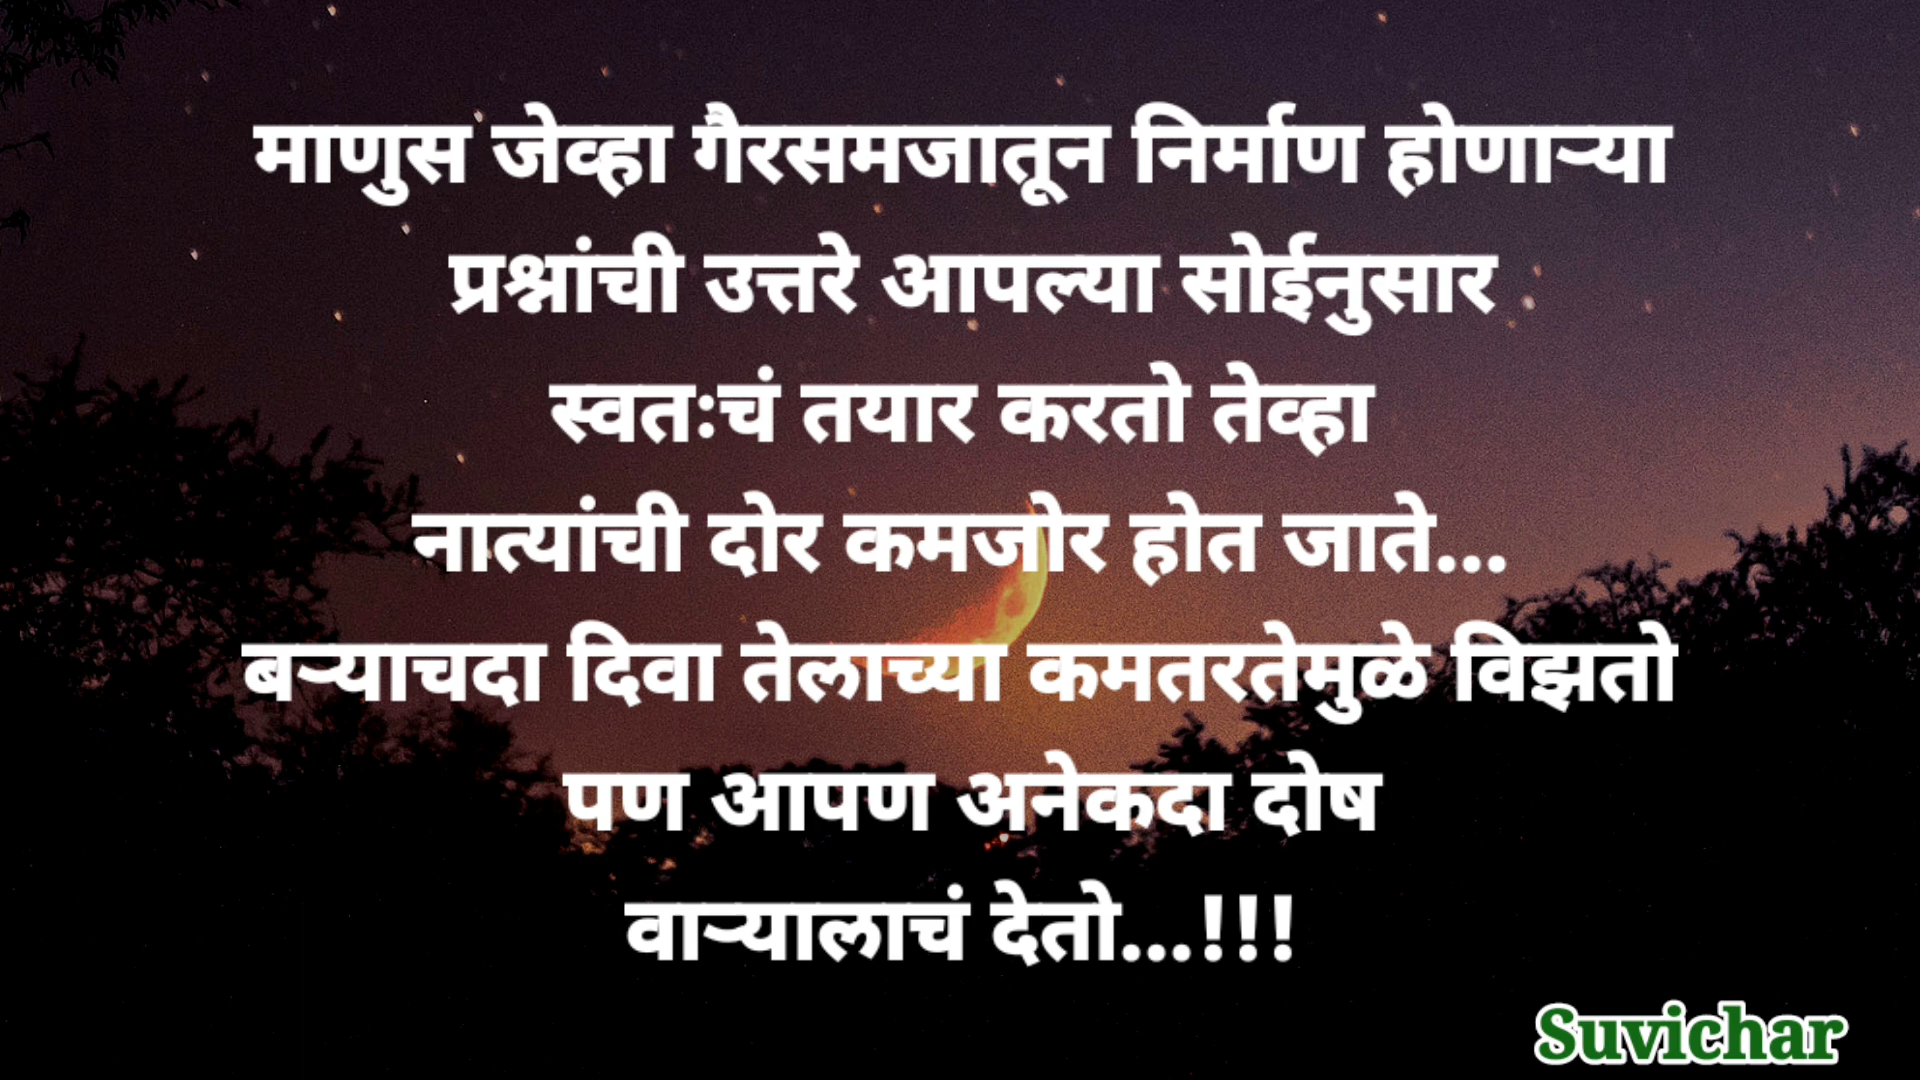 माणुस जेव्हा गैरसमजातून निर्माण होणाऱ्या
प्रश्नांची उत्तरे आपल्या सोईनुसार
स्वतःचं तयार करतो तेव्हा
नात्यांची दोर कमजोर होत जाते...
बऱ्याचदा दिवा तेलाच्या कमतरतेमुळे विझतो
पण आपण अनेकदा दोष
वाऱ्यालाचं देतो...!!!
Suvichar